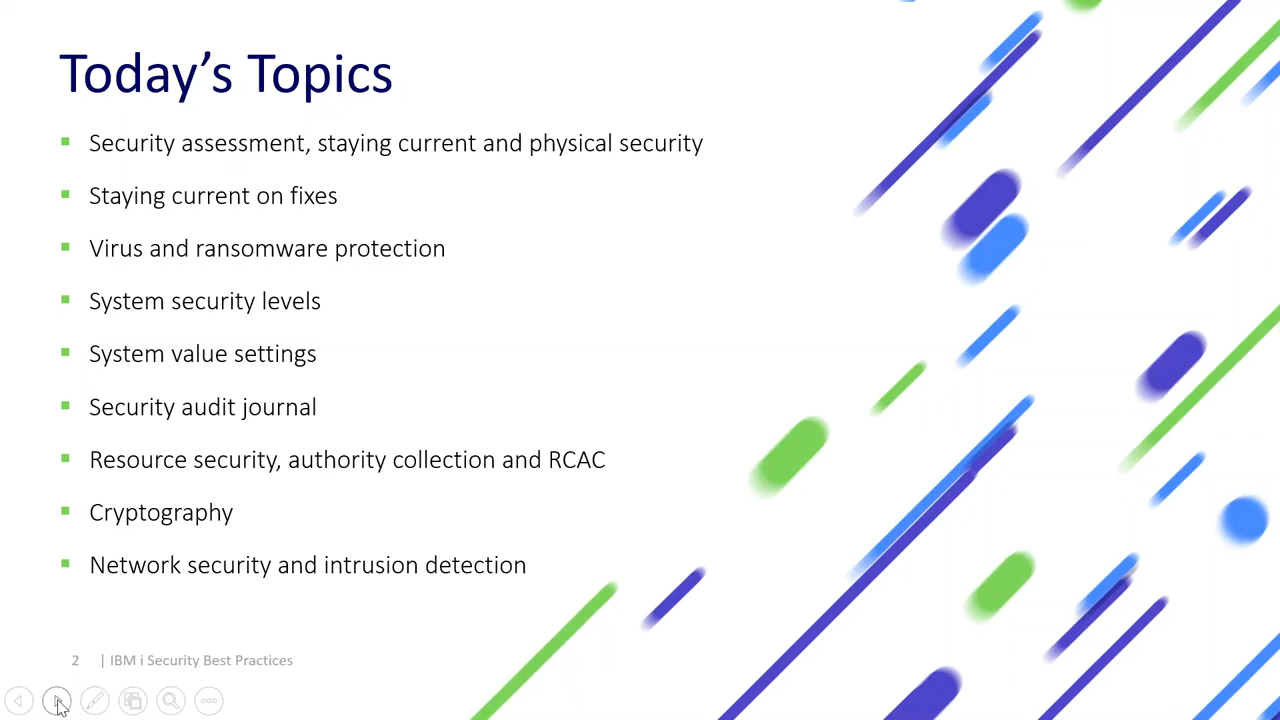 Today’s Topics
▪ Security assessment, staying current and physical security
▪ Staying current on fixes
▪ Virus and ransomware protection
▪ System security levels
▪ System value settings
▪ Security audit journal
▪ Resource security, authority collection and RCAC
▪ Cryptography
▪ Network security and intrusion detection
2 | IBM i Security Best Practices